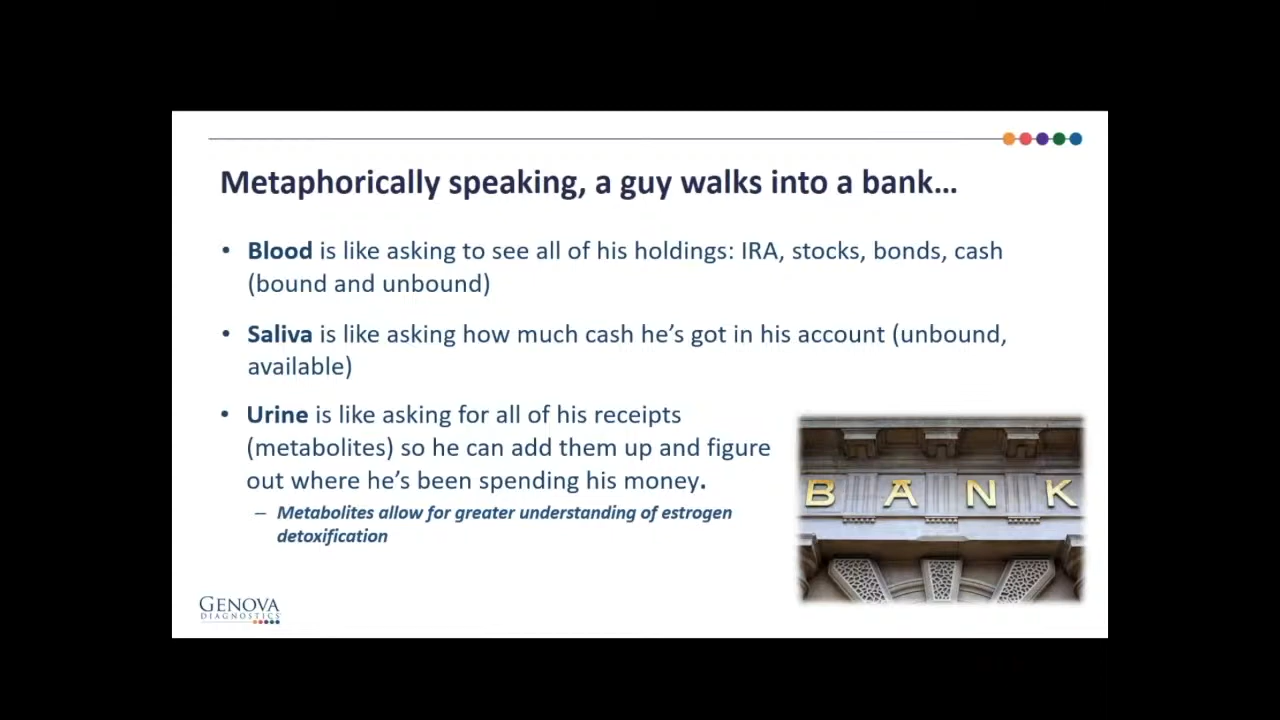 Metaphorically speaking, a guy walks into a bank…
• Blood is like asking to see all of his holdings: IRA, stocks, bonds, cash
(bound and unbound)
• Saliva is like asking how much cash he's got in his account (unbound,
available)
• Urine is like asking for all of his receipts
(metabolites) so he can add them up and figure
out where he's been spending his money.
– Metabolites allow for greater understanding of estrogen
detoxification
BANK
GENOVA
DIAGNOSTICS